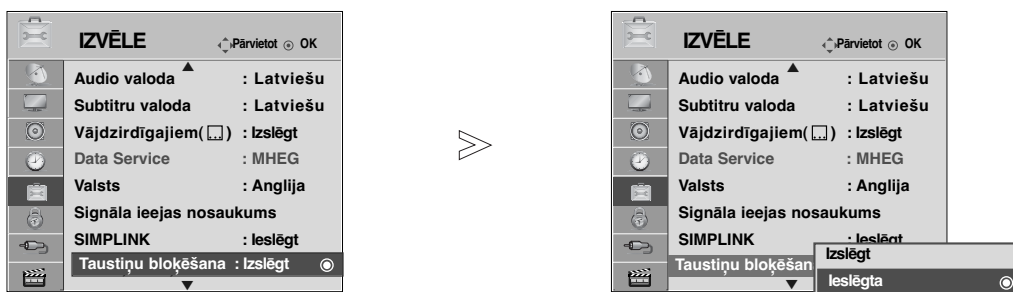 IZVĒLE
Pārvietot OK
Audio valoda : Latviešu
Subtitru valoda : Latviešu
Vājdzirdīgajiem( ) : Izslēgt
Data Service : MHEG
Valsts : Anglija
Signāla ieejas nosaukums
SIMPLINK : Ieslēgt
Taustiņu bloķēšana : Izslēgt
IZVĒLE
Pārvietot OK
Audio valoda : Latviešu
Subtitru valoda : Latviešu
Vājdzirdīgajiem( ) : Izslēgt
Data Service : MHEG
Valsts : Anglija
Signāla ieejas nosaukums
SIMPLINK : Ieslēgt
Taustiņu bloķēšan
Izslēgt
Ieslēgta